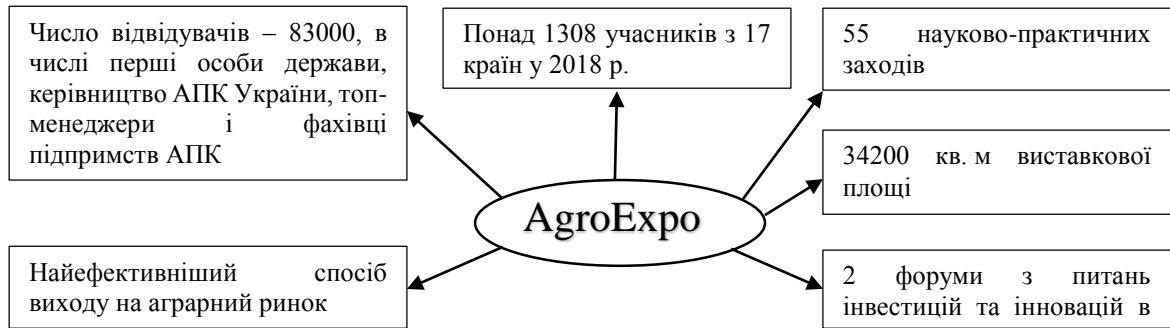 Число відвідувачів – 83000, в
числі перші особи держави,
керівництво АПК України, топ-
менеджери і фахівці
підпримств АПК
Понад 1308 учасників з 17
країн у 2018 р.
55 науково-практичних
заходів
34200 кв. м виставкової
площі
AgroExpo
Найефективніший спосіб
виходу на аграрний ринок
2 форуми з питань
інвестицій та інновацій в